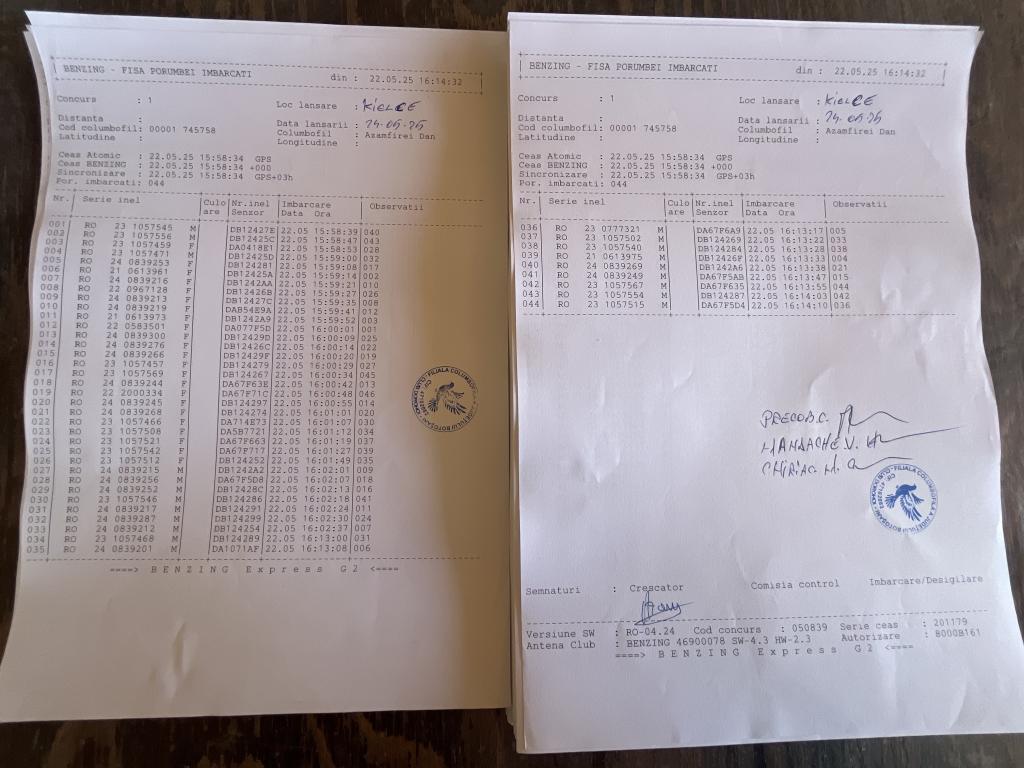 BENZING - FISA PORUMBEI IMBARCATI din : 22.05.25 16:14:32
Concurs : 1 Loc lansare : KIELCE
Distanta : Data lansarii : 24.05.25
Cod columbofil: 00001 745758 Columbofil : Azamfirei Dan
Latitudine : Longitudine :
Ceas Atomic : 22.05.25 15:58:34 GPS
Ceas BENZING : 22.05.25 15:58:34 +000
Sincronizare : 22.05.25 15:58:34 GPS+03h
Por. imbarcati: 044
Nr. Serie inel Culo Nr.inel Imbarcare Observatii
are Senzor Data Ora
001 RO 23 1057545 M DB12427E 22.05 15:58:39 040
002 RO 23 1057556 M DB12425C 22.05 15:58:47 043
003 RO 23 1057459 F DA0418E1 22.05 15:58:53 028
004 RO 23 1057471 M DB12425D 22.05 15:59:00 032
005 RO 24 0839253 F DB124281 22.05 15:59:08 017
006 RO 21 0613961 F DB12425A 22.05 15:59:14 002
007 RO 24 0839216 F DB1242AA 22.05 15:59:21 010
008 RO 22 0967128 F DB12426B 22.05 15:59:27 026
009 RO 24 0839213 F DB12427C 22.05 15:59:35 008
010 RO 24 0839219 F DAB54E9A 22.05 15:59:41 012
011 RO 21 0613973 F DB1242A9 22.05 15:59:52 003
012 RO 22 0583501 F DA077F5D 22.05 16:00:01 001
013 RO 24 0839300 F DB12429D 22.05 16:00:09 025
014 RO 24 0839276 F DB12426C 22.05 16:00:14 022
015 RO 24 0839266 F DB12429F 22.05 16:00:20 019
016 RO 23 1057457 F DB124279 22.05 16:00:29 027
017 RO 23 1057569 F DB124267 22.05 16:00:34 045
018 RO 24 0839244 F DA67F63E 22.05 16:00:42 013
019 RO 22 2000334 F DA67F71C 22.05 16:00:48 046
020 RO 24 0839245 F DB124297 22.05 16:00:55 014
021 RO 24 0839268 F DB124274 22.05 16:01:01 020
022 RO 23 1057466 F DA714E73 22.05 16:01:07 030
023 RO 23 1057508 F DA5B7721 22.05 16:01:12 034
024 RO 23 1057521 F DA67F663 22.05 16:01:19 037
025 RO 23 1057542 F DA67F717 22.05 16:01:27 039
026 RO 23 1057512 F DB124252 22.05 16:01:49 035
027 RO 24 0839215 M DB1242A2 22.05 16:02:01 009
028 RO 24 0839256 M DA67F5D8 22.05 16:02:07 018
029 RO 24 0839252 M DB12428C 22.05 16:02:13 016
030 RO 23 1057546 M DB124286 22.05 16:02:18 041
031 RO 24 0839217 M DB124291 22.05 16:02:24 011
032 RO 24 0839287 M DB124299 22.05 16:02:30 024
033 RO 24 0839212 M DB124254 22.05 16:02:37 007
034 RO 23 1057468 M DB124289 22.05 16:13:00 031
035 RO 24 0839201 M DA1071AF 22.05 16:13:08 006
====> B E N Z I N G E x p r e s s G 2 <====
BENZING - FISA PORUMBEI IMBARCATI din : 22.05.25 16:14:32
Concurs : 1 Loc lansare : KIELCE
Distanta : Data lansarii : 24.05.25
Cod columbofil: 00001 745758 Columbofil : Azamfirei Dan
Latitudine : Longitudine :
Ceas Atomic : 22.05.25 15:58:34 GPS
Ceas BENZING : 22.05.25 15:58:34 +000
Sincronizare : 22.05.25 15:58:34 GPS+03h
Por. imbarcati: 044
Nr. Serie inel Culo Nr.inel Imbarcare Observatii
are Senzor Data Ora
036 RO 23 0777321 M DA67F6A9 22.05 16:13:17 005
037 RO 23 1057502 M DB124269 22.05 16:13:22 033
038 RO 23 1057540 M DB124284 22.05 16:13:28 038
039 RO 21 0613975 M DB12426F 22.05 16:13:33 004
040 RO 24 0839269 M DB1242A6 22.05 16:13:38 021
041 RO 24 0839249 M DA67F5AB 22.05 16:13:47 015
042 RO 23 1057567 M DA67F635 22.05 16:13:55 044
043 RO 23 1057554 M DB124287 22.05 16:14:03 042
044 RO 23 1057515 M DA67F5D4 22.05 16:14:10 036
PRECOB C.
MANDACHE V.
CHIRIAC M.
Semnaturi : Crescator Comisia control Imbarcare/Desigilare
Versiune SW : RO-04.24 Cod concurs : 050839 Serie ceas : 201179
Antena Club : BENZING 46900078 SW-4.3 HW-2.3 Autorizare : 8000B161
====> B E N Z I N G E x p r e s s G 2 <====